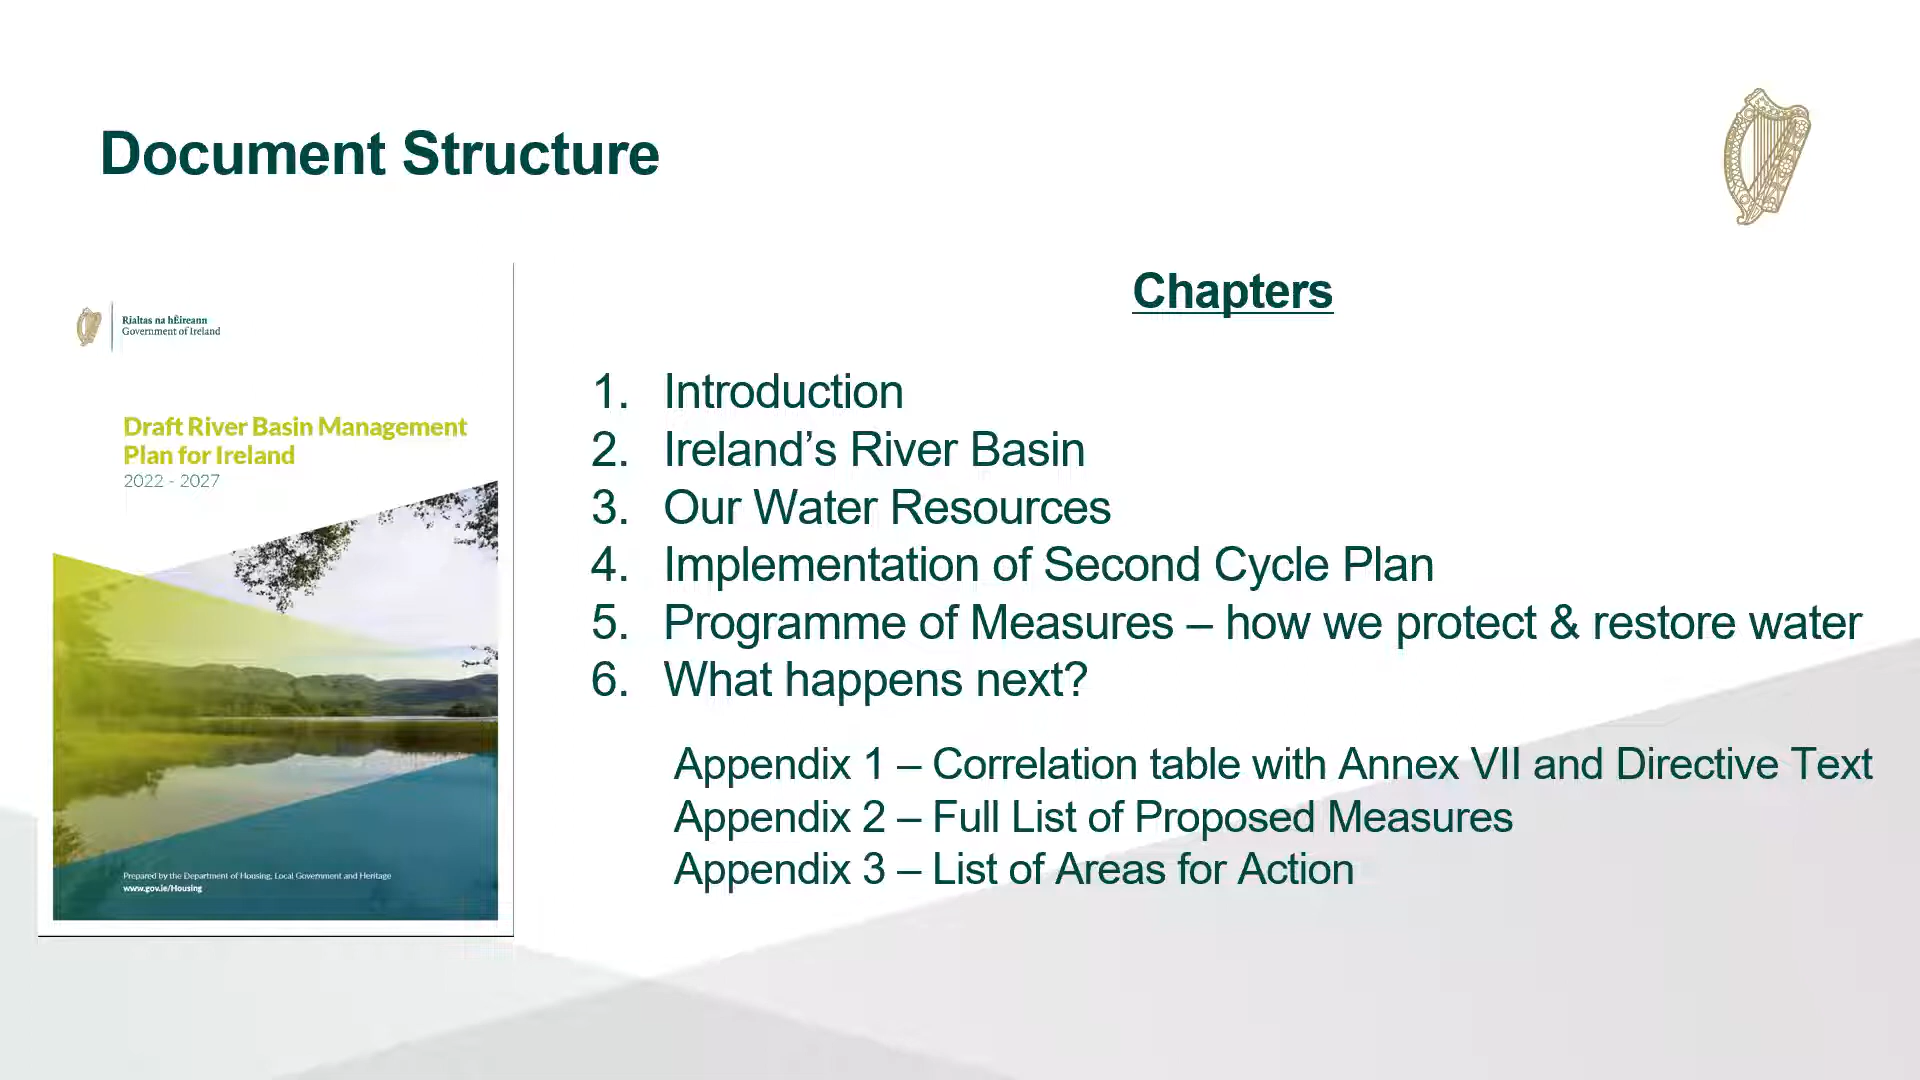 Document Structure
Rialtas na hÉireann
Government of Ireland
Draft River Basin Management
Plan for Ireland
2022 - 2027
Prepared by the Department of Housing, Local Government and Heritage
www.gov.ie/Housing
Chapters
1. Introduction
2. Ireland’s River Basin
3. Our Water Resources
4. Implementation of Second Cycle Plan
5. Programme of Measures – how we protect & restore water
6. What happens next?
Appendix 1 – Correlation table with Annex VII and Directive Text
Appendix 2 – Full List of Proposed Measures
Appendix 3 – List of Areas for Action